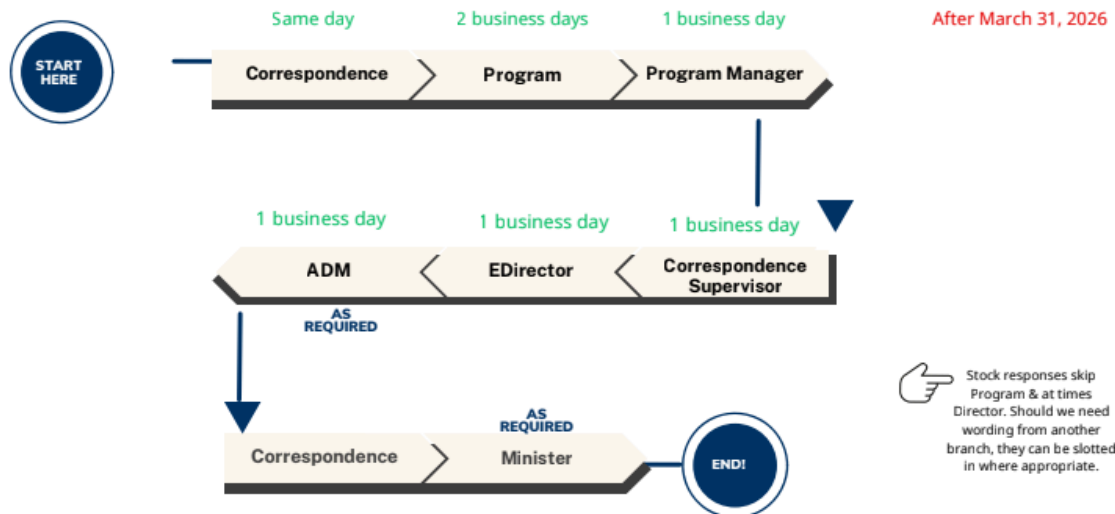 Same day
2 business days
1 business day
After March 31, 2026
START
HERE
Correspondence
Program
Program Manager
1 business day
1 business day
1 business day
ADM
EDirector
Correspondence
Supervisor
AS
REQUIRED
Stock responses skip
Program & at times
Director. Should we need
wording from another
branch, they can be slotted
in where appropriate.
AS
REQUIRED
Correspondence
Minister
END!